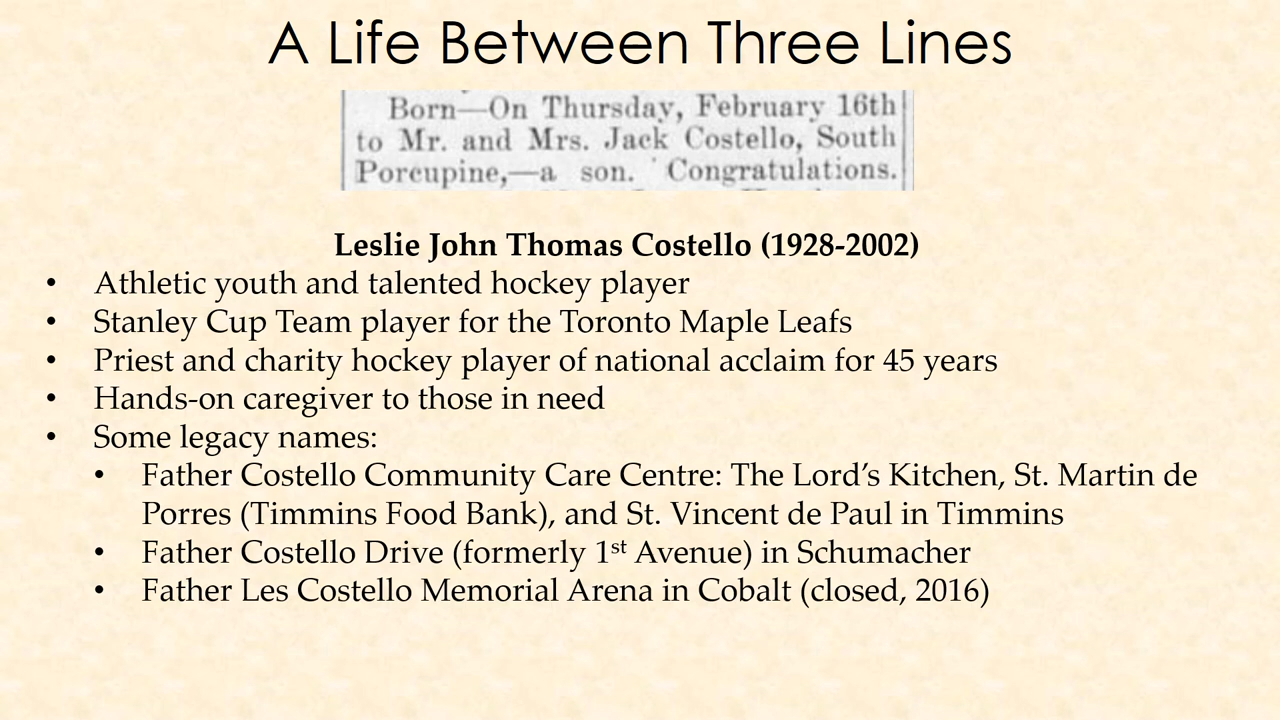 A Life Between Three Lines
Born—On Thursday, February 16th
to Mr. and Mrs. Jack Costello, South
Porcupine,—a son. Congratulations.
Leslie John Thomas Costello (1928-2002)
• Athletic youth and talented hockey player
• Stanley Cup Team player for the Toronto Maple Leafs
• Priest and charity hockey player of national acclaim for 45 years
• Hands-on caregiver to those in need
• Some legacy names:
• Father Costello Community Care Centre: The Lord’s Kitchen, St. Martin de
Porres (Timmins Food Bank), and St. Vincent de Paul in Timmins
• Father Costello Drive (formerly 1st Avenue) in Schumacher
• Father Les Costello Memorial Arena in Cobalt (closed, 2016)